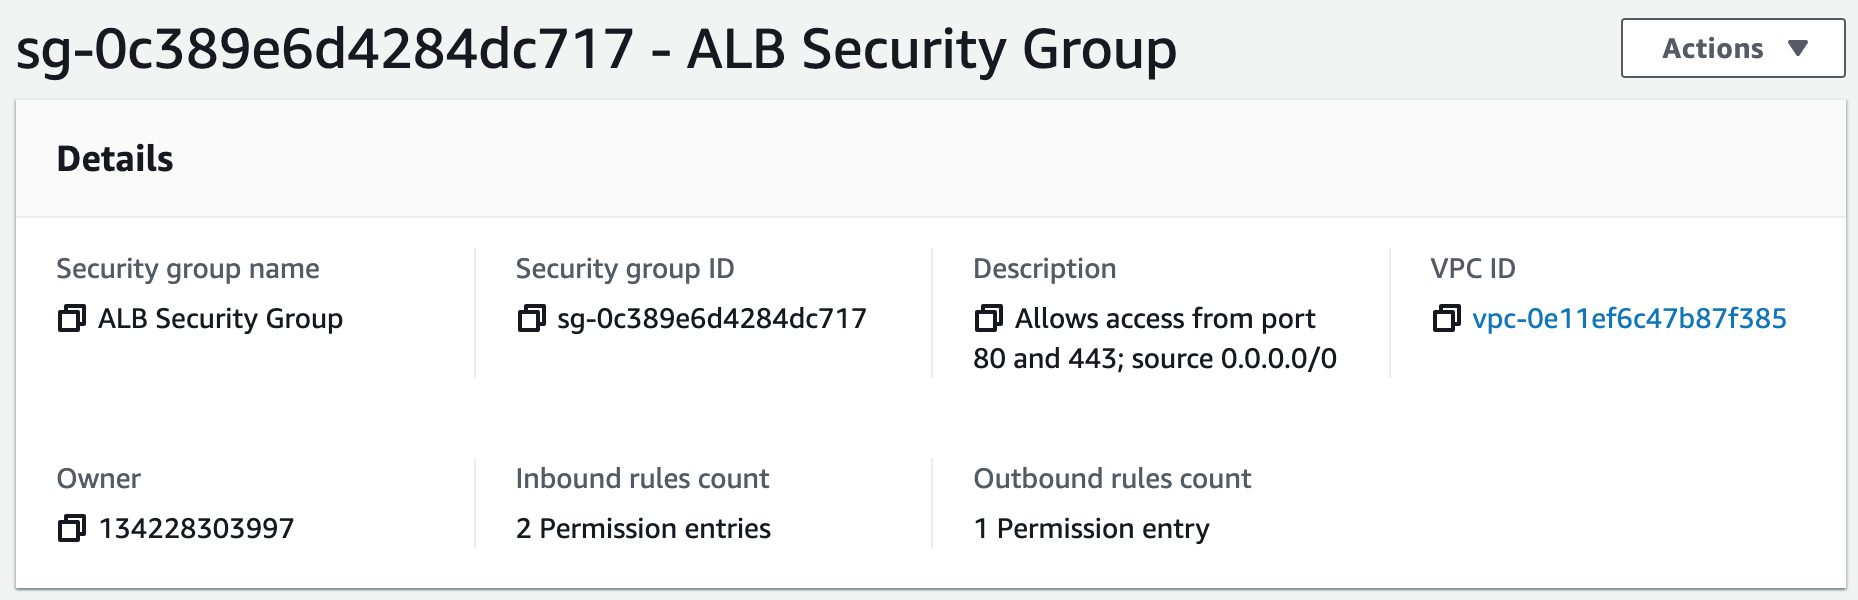 sg-0c389e6d4284dc717 - ALB Security Group
Actions
Details
Security group name
ALB Security Group
Security group ID
sg-0c389e6d4284dc717
Description
Allows access from port
80 and 443; source 0.0.0.0/0
VPC ID
vpc-0e11ef6c47b87f385
Owner
134228303997
Inbound rules count
2 Permission entries
Outbound rules count
1 Permission entry